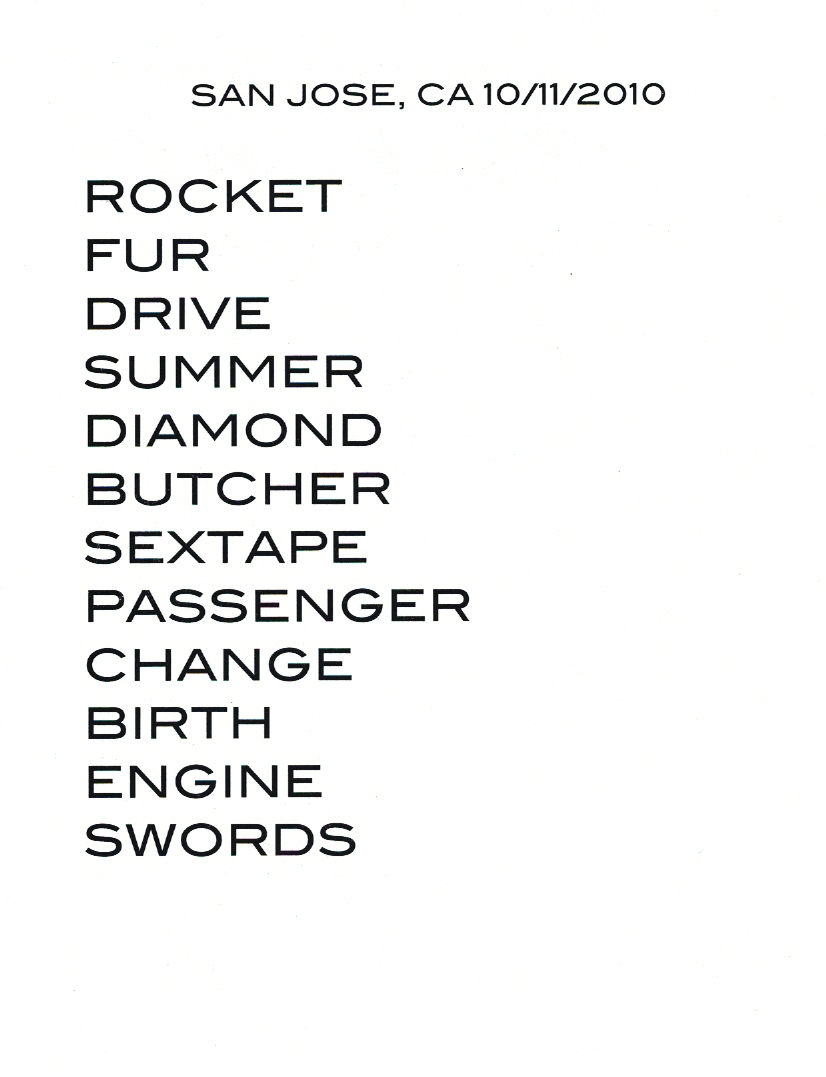 SAN JOSE, CA 10/11/2010
ROCKET
FUR
DRIVE
SUMMER
DIAMOND
BUTCHER
SEXTAPE
PASSENGER
CHANGE
BIRTH
ENGINE
SWORDS